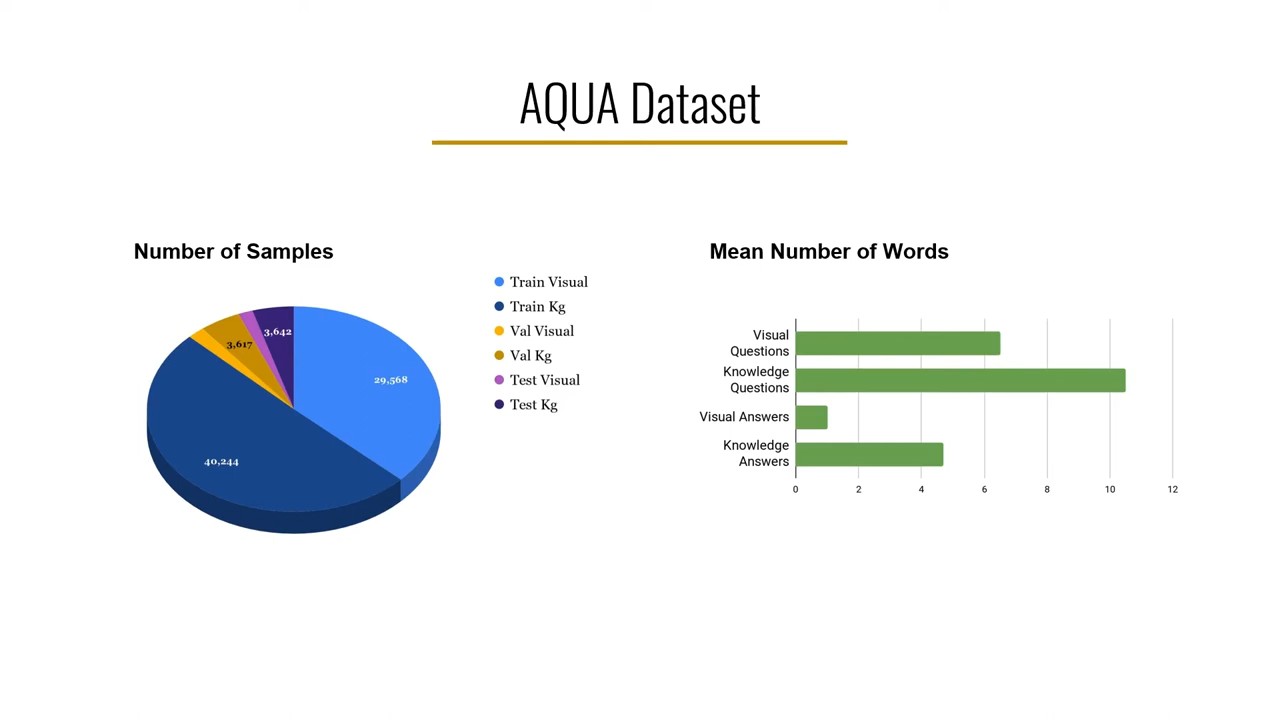 AQUA Dataset
Number of Samples
3,642
3,617
29,568
40,244
Train Visual
Train Kg
Val Visual
Val Kg
Test Visual
Test Kg
Mean Number of Words
Visual
Questions
Knowledge
Questions
Visual Answers
Knowledge
Answers
0 2 4 6 8 10 12